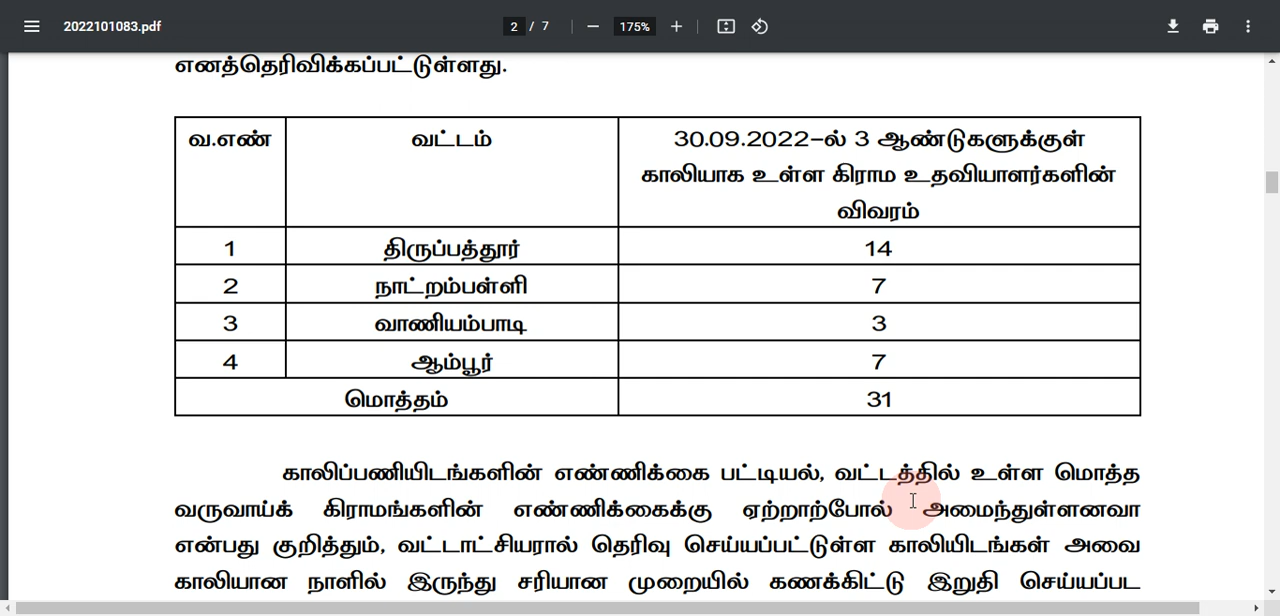 2022101083.pdf
2 / 7
175%
எனத்தெரிவிக்கப்பட்டுள்ளது.
வ.எண் வட்டம் 30.09.2022-ல் 3 ஆண்டுகளுக்குள்
காலியாக உள்ள கிராம உதவியாளர்களின்
விவரம்
1 திருப்பத்தூர் 14
2 நாட்றம்பள்ளி 7
3 வாணியம்பாடி 3
4 ஆம்பூர் 7
மொத்தம் 31
காலிப்பணியிடங்களின் எண்ணிக்கை பட்டியல், வட்டத்தில் உள்ள மொத்த
வருவாய்க் கிராமங்களின் எண்ணிக்கைக்கு ஏற்றாற்போல் அமைந்துள்ளனவா
என்பது குறித்தும், வட்டாட்சியரால் தெரிவு செய்யப்பட்டுள்ள காலியிடங்கள் அவை
காலியான நாளில் இருந்து சரியான முறையில் கணக்கிட்டு இறுதி செய்யப்பட